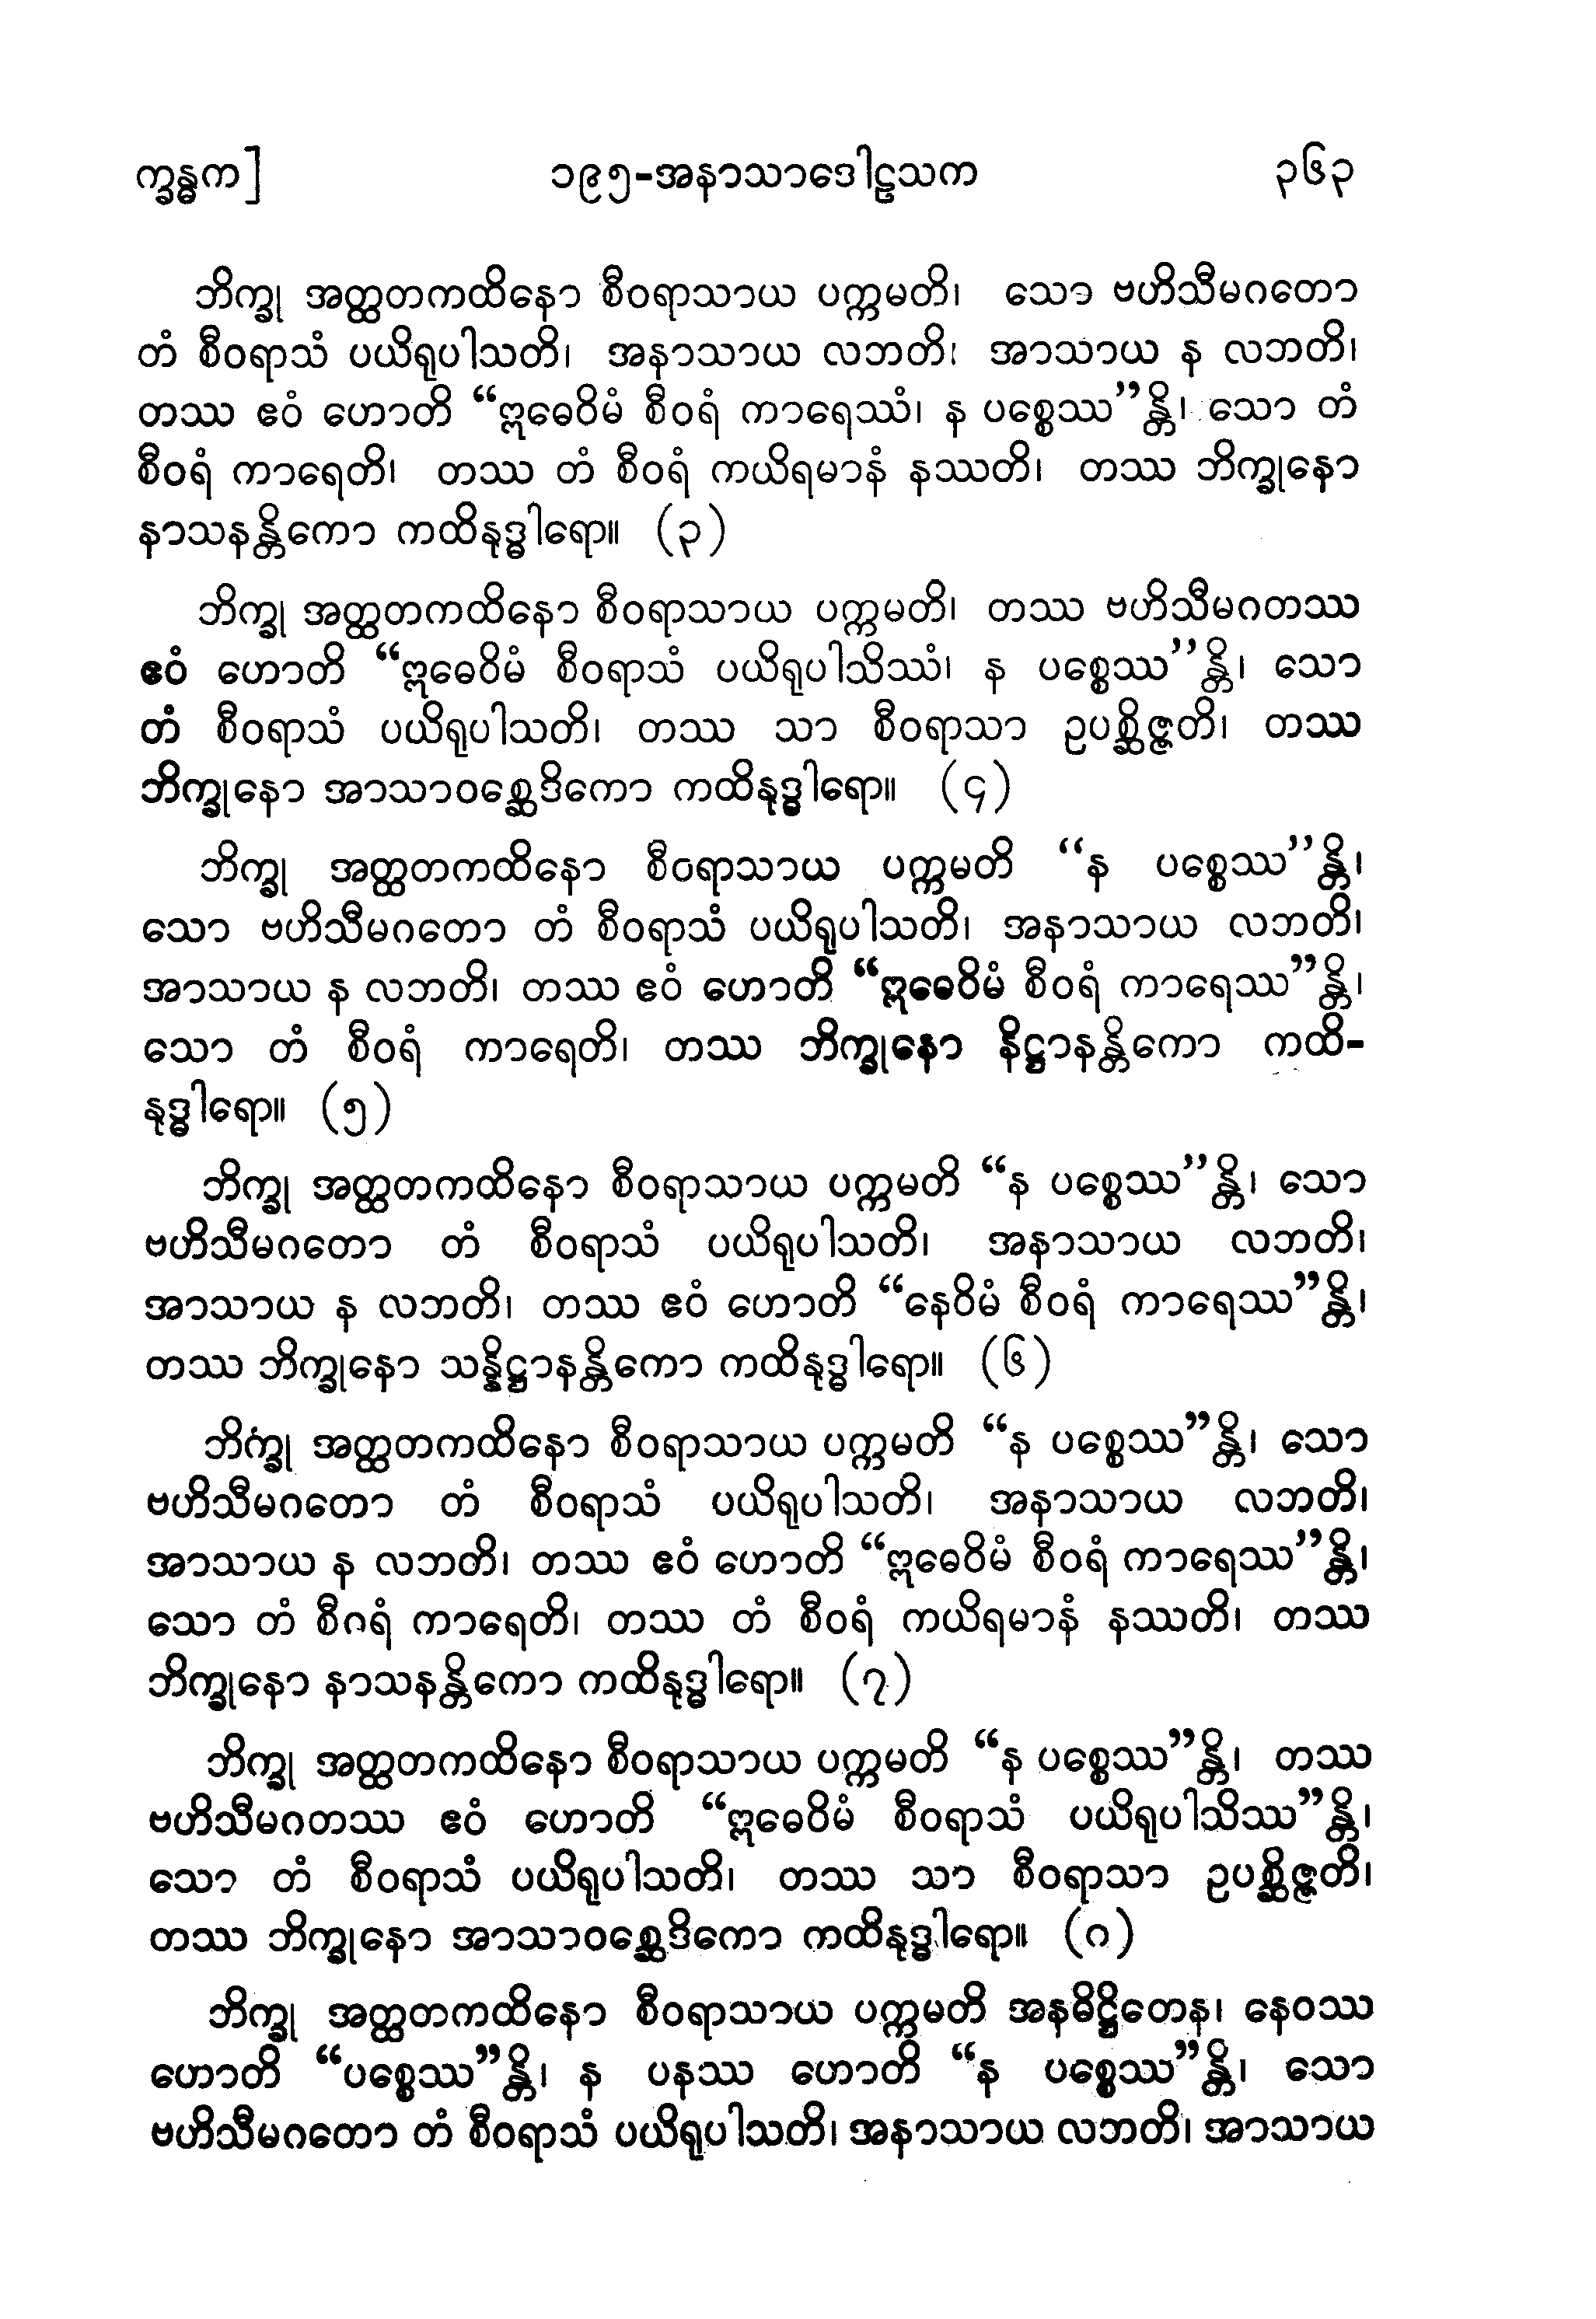 က္ခန္ဓက] ၁၉၅-အနာသာဒေါဠသက ၃၆၃
ဘိက္ခု အတ္ထတကထိနော စီဝရာသာယ ပက္ကမတိ၊ သော ဗဟိသီမဂတော
တံ စီဝရာသံ ပယိရုပါသတိ၊ အနာသာယ လဘတိ၊ အာသာယ န လဘတိ၊
တဿ ဧဝံ ဟောတိ “ဣဓေဝိမံ စီဝရံ ကာရေဿံ၊ န ပစ္စေဿ”န္တိ၊ သော တံ
စီဝရံ ကာရေတိ၊ တဿ တံ စီဝရံ ကယိရမာနံ နဿတိ၊ တဿ ဘိက္ခုနော
နာသနန္တိကော ကထိနုဒ္ဓါရော။ (၃)
ဘိက္ခု အတ္ထတကထိနော စီဝရာသာယ ပက္ကမတိ၊ တဿ ဗဟိသီမဂတဿ
ဧဝံ ဟောတိ “ဣဓေဝိမံ စီဝရာသံ ပယိရုပါသိဿံ၊ န ပစ္စေဿ”န္တိ၊ သော
တံ စီဝရာသံ ပယိရုပါသတိ၊ တဿ သာ စီဝရာသာ ဥပစ္ဆိဇ္ဇတိ၊ တဿ
ဘိက္ခုနော အာသာဝစ္ဆေဒိကော ကထိနုဒ္ဓါရော။ (၄)
ဘိက္ခု အတ္ထတကထိနော စီဝရာသာယ ပက္ကမတိ “န ပစ္စေဿ”န္တိ၊
သော ဗဟိသီမဂတော တံ စီဝရာသံ ပယိရုပါသတိ၊ အနာသာယ လဘတိ၊
အာသာယ န လဘတိ၊ တဿ ဧဝံ ဟောတိ “ဣဓေဝိမံ စီဝရံ ကာရေဿ”န္တိ၊
သော တံ စီဝရံ ကာရေတိ၊ တဿ ဘိက္ခုနော နိဋ္ဌာနန္တိကော ကထိ-
နုဒ္ဓါရော။ (၅)
ဘိက္ခု အတ္ထတကထိနော စီဝရာသာယ ပက္ကမတိ “န ပစ္စေဿ”န္တိ၊ သော
ဗဟိသီမဂတော တံ စီဝရာသံ ပယိရုပါသတိ၊ အနာသာယ လဘတိ၊
အာသာယ န လဘတိ၊ တဿ ဧဝံ ဟောတိ “နေဝိမံ စီဝရံ ကာရေဿ”န္တိ၊
တဿ ဘိက္ခုနော သန္နိဋ္ဌာနန္တိကော ကထိနုဒ္ဓါရော။ (၆)
ဘိက္ခု အတ္ထတကထိနော စီဝရာသာယ ပက္ကမတိ “န ပစ္စေဿ”န္တိ၊ သော
ဗဟိသီမဂတော တံ စီဝရာသံ ပယိရုပါသတိ၊ အနာသာယ လဘတိ၊
အာသာယ န လဘတိ၊ တဿ ဧဝံ ဟောတိ “ဣဓေဝိမံ စီဝရံ ကာရေဿ”န္တိ၊
သော တံ စီဝရံ ကာရေတိ၊ တဿ တံ စီဝရံ ကယိရမာနံ နဿတိ၊ တဿ
ဘိက္ခုနော နာသနန္တိကော ကထိနုဒ္ဓါရော။ (၇)
ဘိက္ခု အတ္ထတကထိနော စီဝရာသာယ ပက္ကမတိ “န ပစ္စေဿ”န္တိ၊ တဿ
ဗဟိသီမဂတဿ ဧဝံ ဟောတိ “ဣဓေဝိမံ စီဝရာသံ ပယိရုပါသိဿ”န္တိ၊
သော တံ စီဝရာသံ ပယိရုပါသတိ၊ တဿ သာ စီဝရာသာ ဥပစ္ဆိဇ္ဇတိ၊
တဿ ဘိက္ခုနော အာသာဝစ္ဆေဒိကော ကထိနုဒ္ဓါရော။ (၈)
ဘိက္ခု အတ္ထတကထိနော စီဝရာသာယ ပက္ကမတိ အနဓိဋ္ဌိတေန၊ နေဝဿ
ဟောတိ “ပစ္စေဿ”န္တိ၊ န ပနဿ ဟောတိ “န ပစ္စေဿ”န္တိ၊ သော
ဗဟိသီမဂတော တံ စီဝရာသံ ပယိရုပါသတိ၊ အနာသာယ လဘတိ၊ အာသာယ